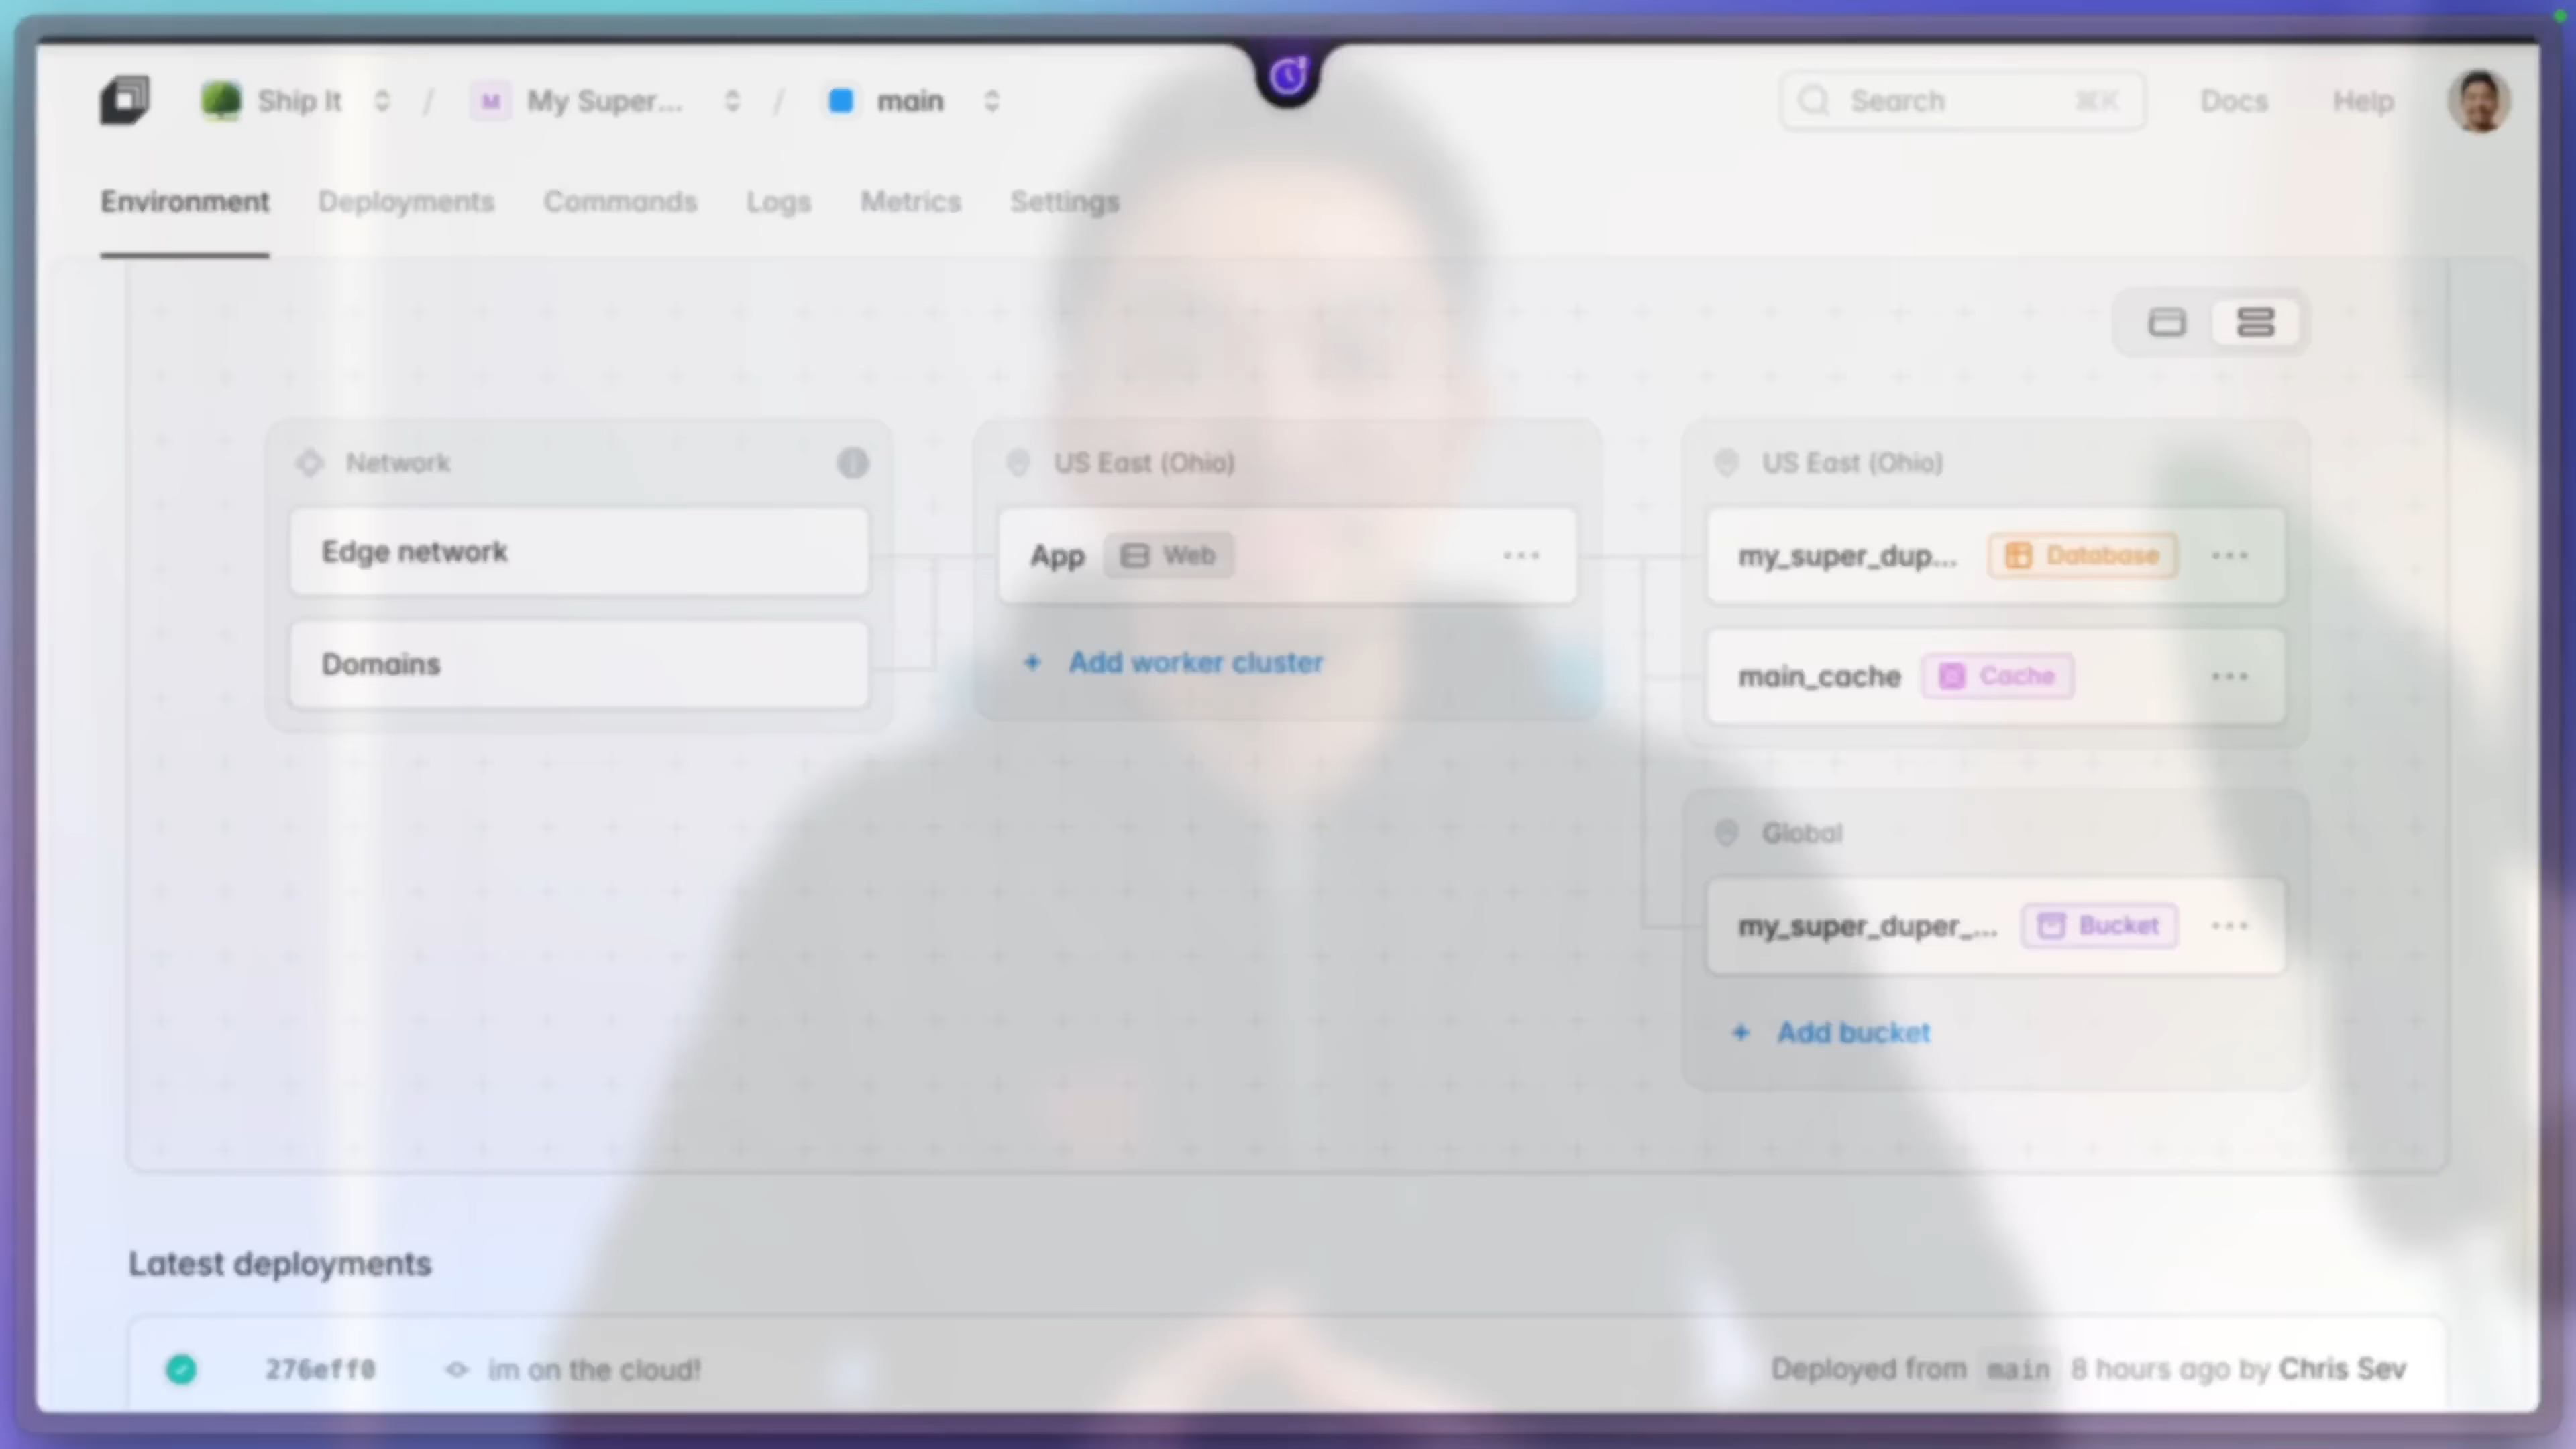 Ship It / M My Super... / main
Search ⌘K Docs Help
Environment Deployments Commands Logs Metrics Settings
Network
Edge network
Domains
US East (Ohio)
App Web ...
+ Add worker cluster
US East (Ohio)
my_super_dup... Database ...
main_cache Cache ...
Global
my_super_duper_... Bucket ...
+ Add bucket
Latest deployments
276eff0 im on the cloud! Deployed from main 8 hours ago by Chris Sev